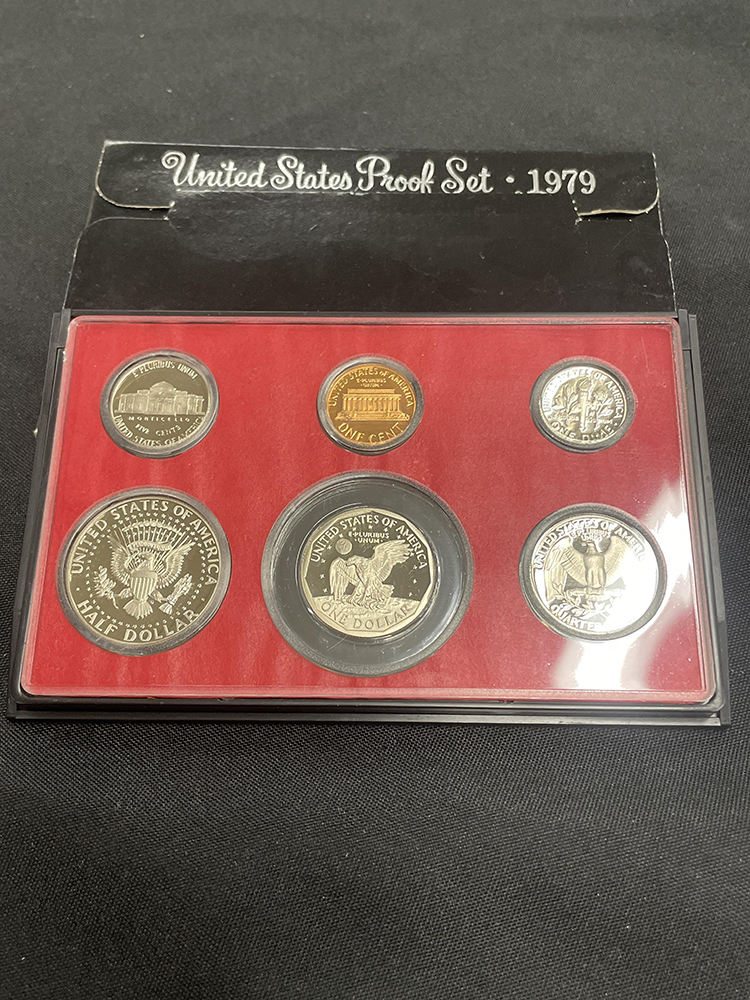 United States Proof Set · 1979
E PLURIBUS UNUM
MONTICELLO
FIVE CENTS
UNITED STATES OF AMERICA
UNITED STATES OF AMERICA
E·PLURIBUS
·UNUM·
ONE CENT
STATES OF AMERICA
ONE DIME
UNITED STATES OF AMERICA
HALF DOLLAR
UNITED STATES OF AMERICA
E·PLURIBUS
·UNUM·
ONE DOLLAR
UNITED STATES OF AMERICA
QUARTER